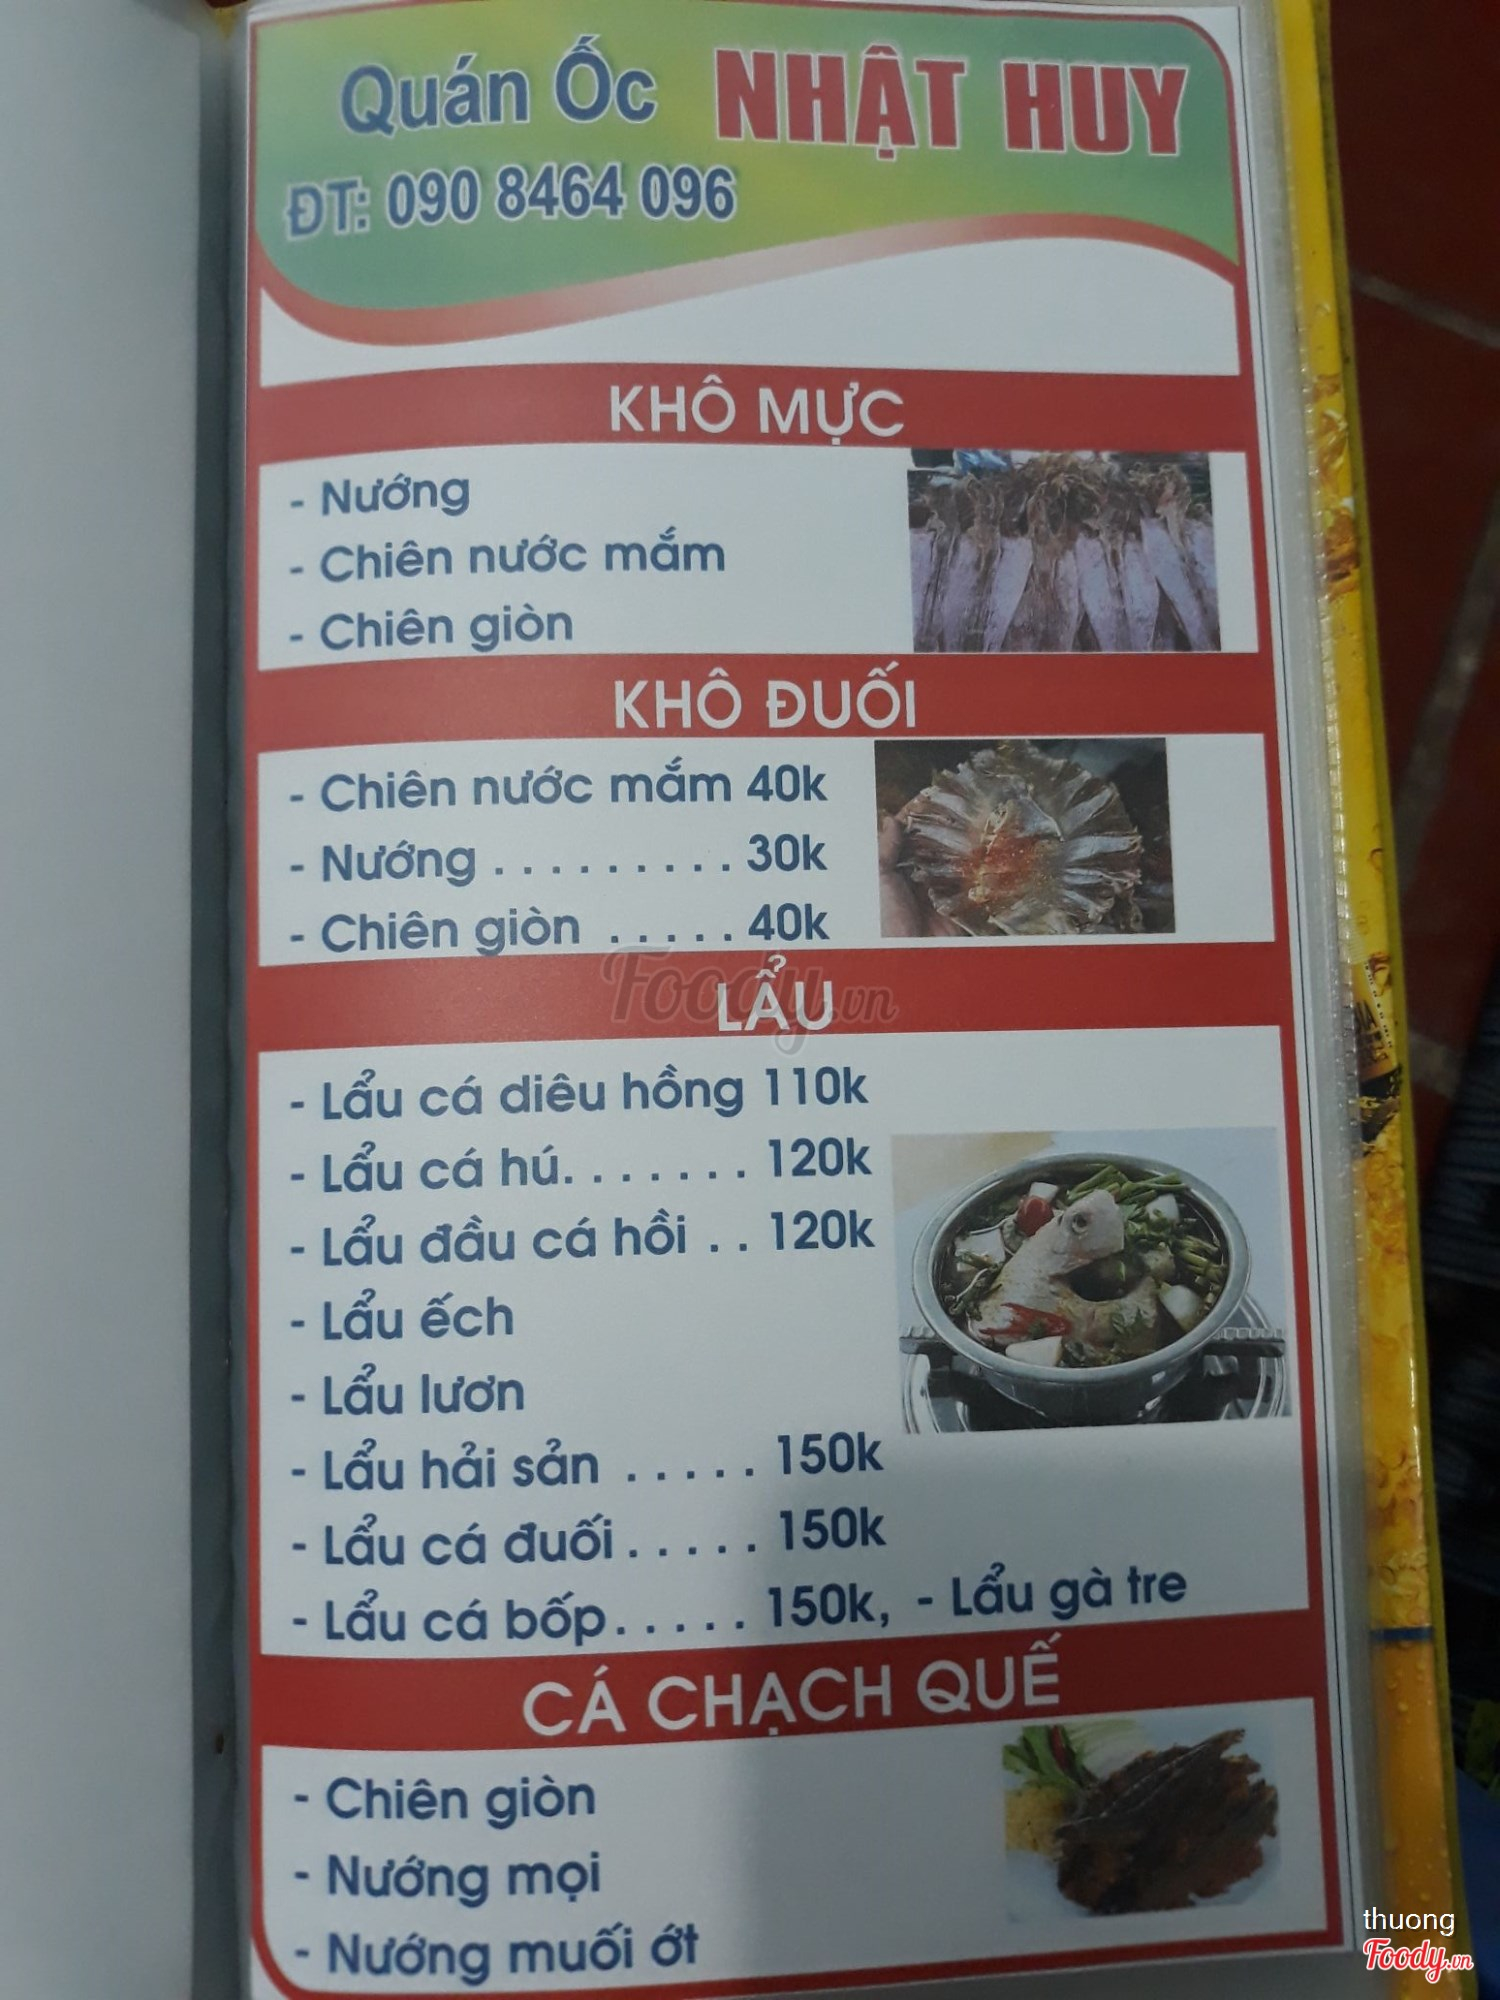 Quán Ốc NHẬT HUY
ĐT: 090 8464 096
KHÔ MỰC
- Nướng
- Chiên nước mắm
- Chiên giòn
KHÔ ĐUỐI
- Chiên nước mắm 40k
- Nướng . . . . . . . . . 30k
- Chiên giòn . . . . . 40k
Foody.vn
LẨU
- Lẩu cá diêu hồng 110k
- Lẩu cá hú. . . . . . . 120k
- Lẩu đầu cá hồi . . 120k
- Lẩu ếch
- Lẩu lươn
- Lẩu hải sản . . . . . 150k
- Lẩu cá đuối . . . . . 150k
- Lẩu cá bốp. . . . . 150k, - Lẩu gà tre
CÁ CHẠCH QUẾ
- Chiên giòn
- Nướng mọi
- Nướng muối ớt
thuong
Foody.vn